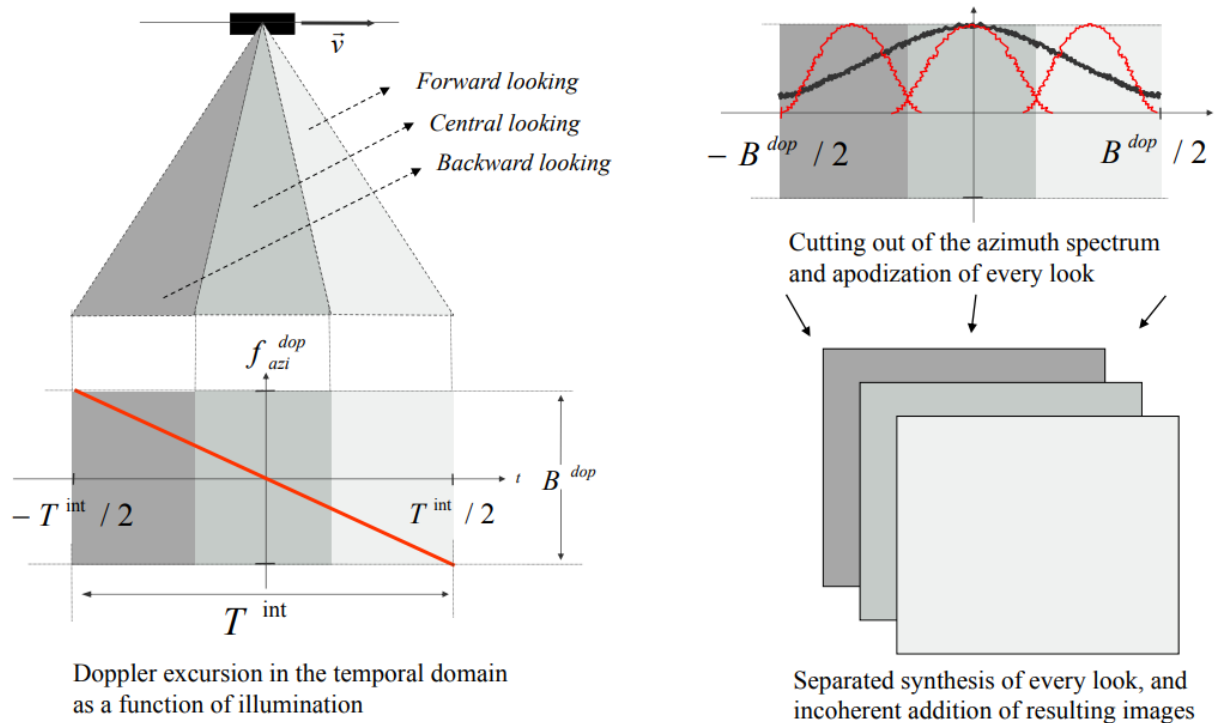 v⃗
Forward looking
Central looking
Backward looking
f azi dop
t
B dop
− T int / 2
T int / 2
T int
Doppler excursion in the temporal domain
as a function of illumination
− B dop / 2
B dop / 2
Cutting out of the azimuth spectrum
and apodization of every look
Separated synthesis of every look, and
incoherent addition of resulting images